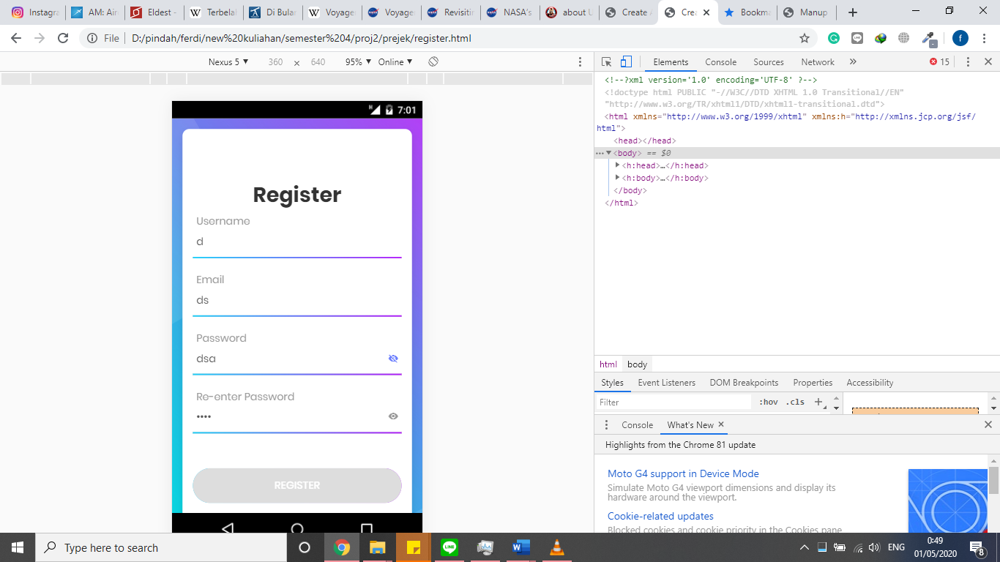 Instagra
AM: Air
Eldest -
Terbela
Di Bular
Voyage
Voyage
Revisitin
NASA's
about U
Create A
Crea
Bookma
Manup
File D:/pindah/ferdi/new%20kuliahan/semester%204/proj2/prejek/register.html
f
Nexus 5 ▼ 360 × 640 95% ▼ Online ▼
Elements Console Sources Network » 15
<!--?xml version='1.0' encoding='UTF-8' ?-->
<!doctype html PUBLIC "-//W3C//DTD XHTML 1.0 Transitional//EN"
"http://www.w3.org/TR/xhtml1/DTD/xhtml1-transitional.dtd">
<html xmlns="http://www.w3.org/1999/xhtml" xmlns:h="http://xmlns.jcp.org/jsf/
html">
<head></head>
… ▼<body> == $0
▶<h:head>…</h:head>
▶<h:body>…</h:body>
</body>
</html>
7:01
Register
Username
d
Email
ds
Password
dsa
Re-enter Password
••••
REGISTER
html body
Styles Event Listeners DOM Breakpoints Properties Accessibility
Filter :hov .cls +
Console What's New ×
Highlights from the Chrome 81 update
Moto G4 support in Device Mode
Simulate Moto G4 viewport dimensions and display its
hardware around the viewport.
Cookie-related updates
Blocked cookies and cookie priority in the Cookies pane
Type here to search
ENG
0:49
01/05/2020
8